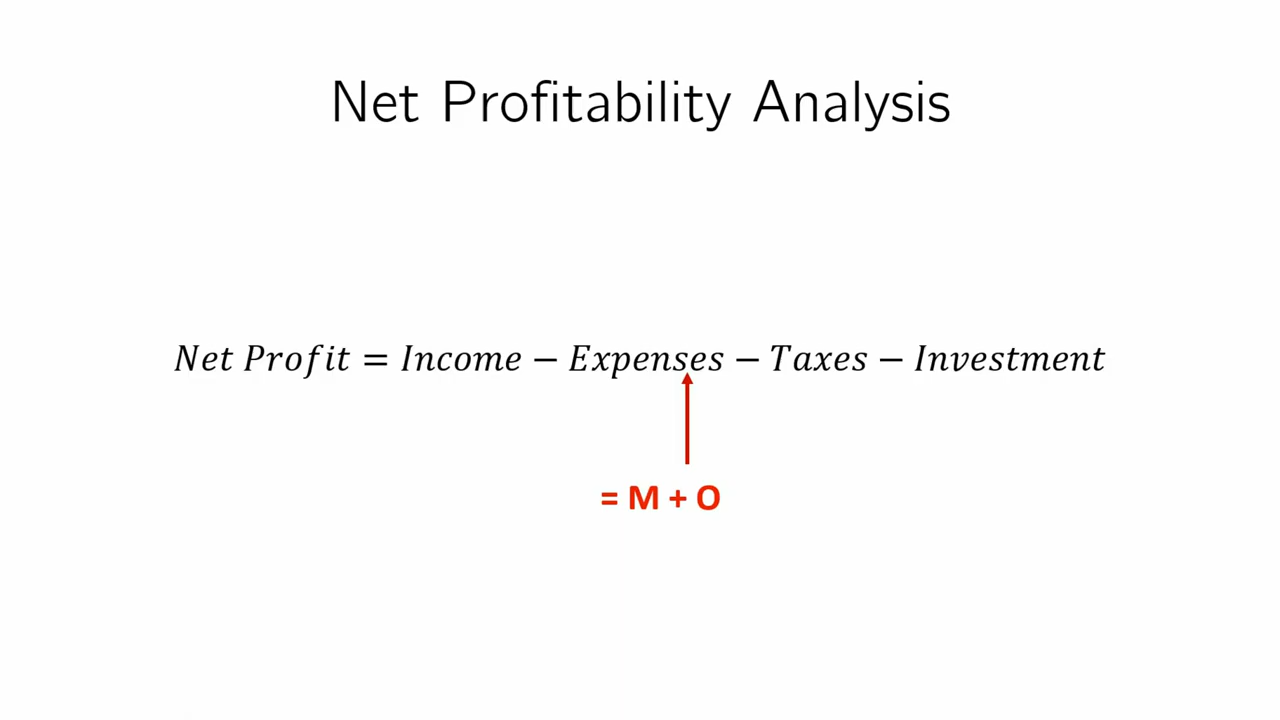 Net Profitability Analysis
Net Profit = Income − Expenses − Taxes − Investment
= M + O